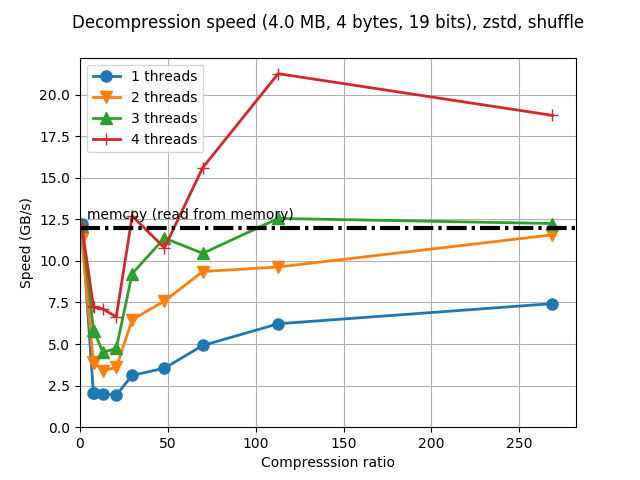 Decompression speed (4.0 MB, 4 bytes, 19 bits), zstd, shuffle
1 threads
2 threads
3 threads
4 threads
memory (read from memory)
Speed (GB/s)
20.0
17.5
15.0
12.5
10.0
7.5
5.0
2.5
0.0
0 50 100 150 200 250
Compresssion ratio